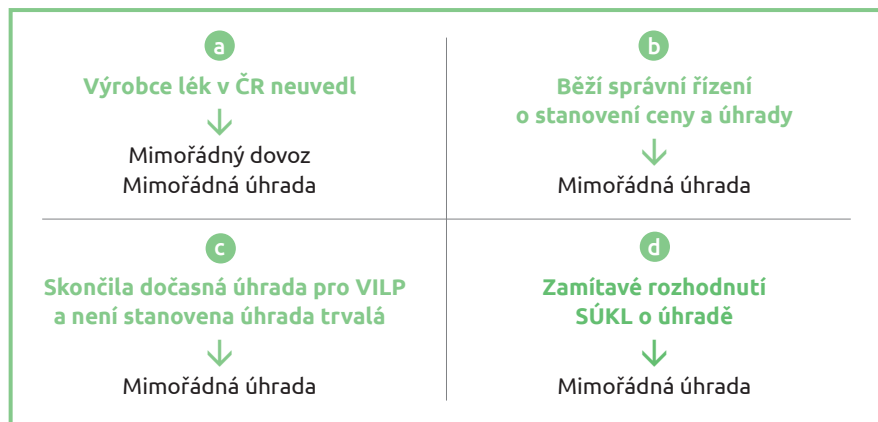 a
Výrobce lék v ČR neuvedl
Mimořádný dovoz
Mimořádná úhrada
b
Běží správní řízení
o stanovení ceny a úhrady
Mimořádná úhrada
c
Skončila dočasná úhrada pro VILP
a není stanovena úhrada trvalá
Mimořádná úhrada
d
Zamítavé rozhodnutí
SÚKL o úhradě
Mimořádná úhrada